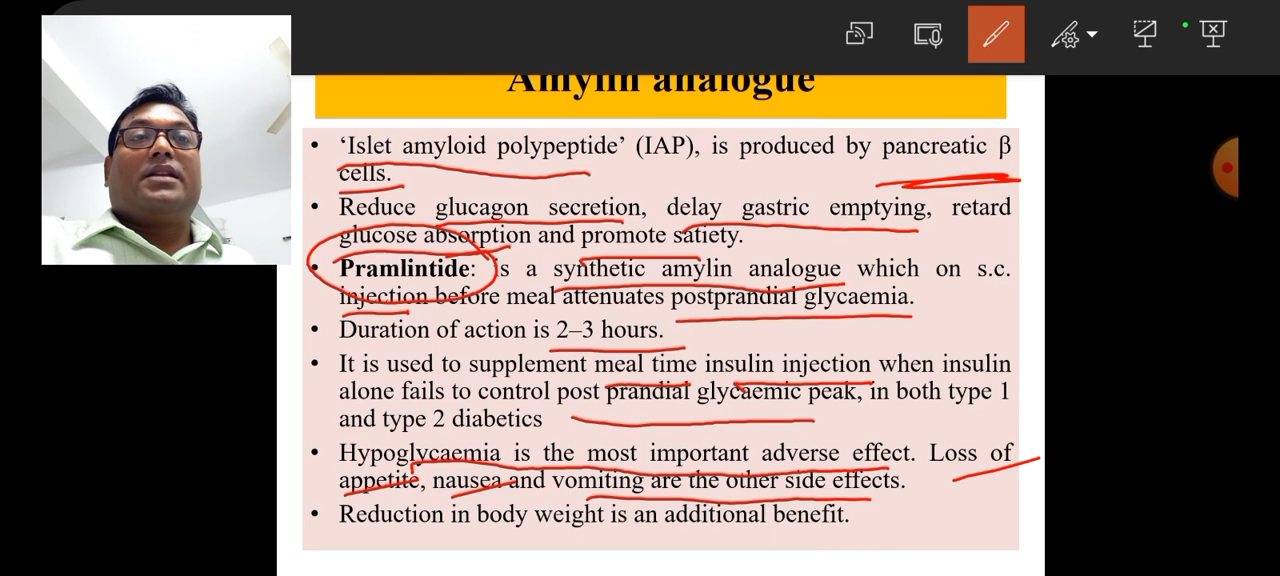 Amylin analogue
• ‘Islet amyloid polypeptide’ (IAP), is produced by pancreatic β
cells.
• Reduce glucagon secretion, delay gastric emptying, retard
glucose absorption and promote satiety.
• Pramlintide: is a synthetic amylin analogue which on s.c.
injection before meal attenuates postprandial glycaemia.
• Duration of action is 2–3 hours.
• It is used to supplement meal time insulin injection when insulin
alone fails to control post prandial glycaemic peak, in both type 1
and type 2 diabetics
• Hypoglycaemia is the most important adverse effect. Loss of
appetite, nausea and vomiting are the other side effects.
• Reduction in body weight is an additional benefit.